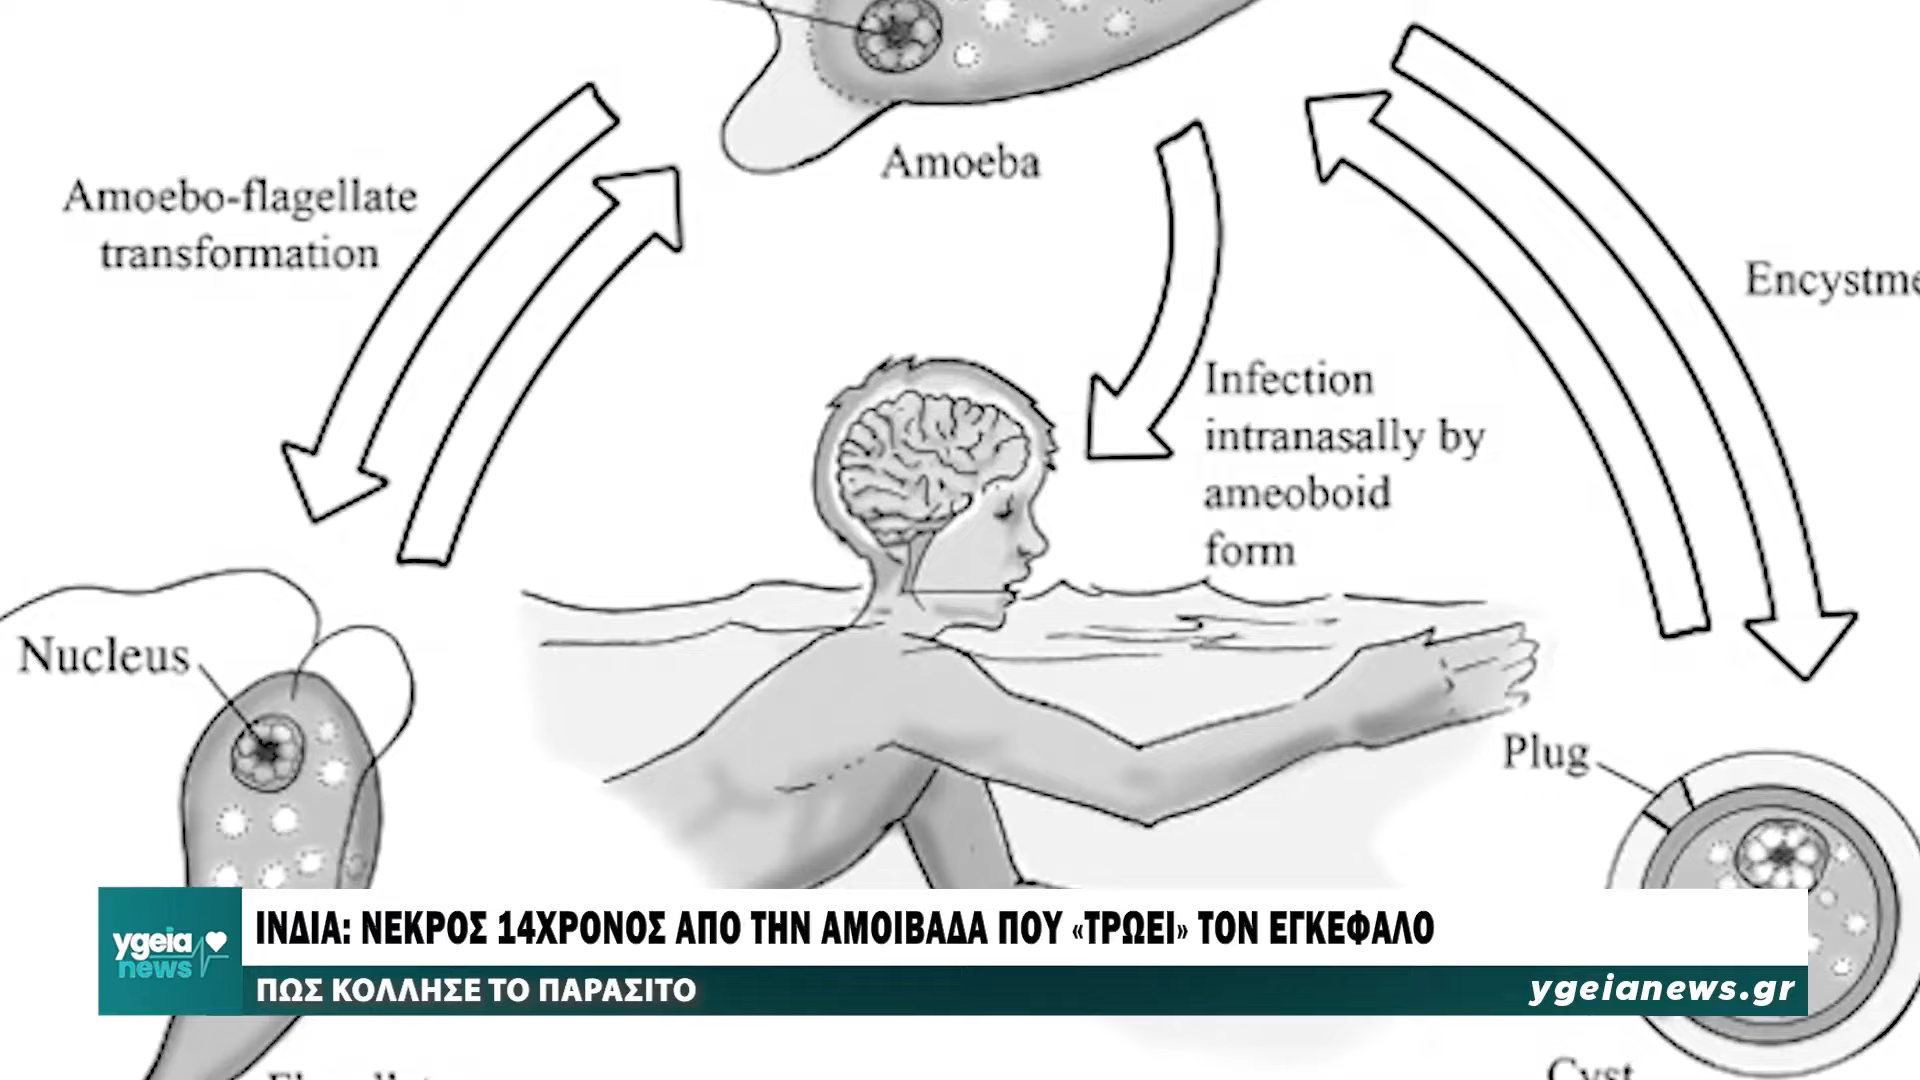 Amoeba
Amoebo-flagellate
transformation
Infection
intranasally by
ameoboid
form
Nucleus
Plug
ygeia
news
ΙΝΔΙΑ: ΝΕΚΡΟΣ 14ΧΡΟΝΟΣ ΑΠΟ ΤΗΝ ΑΜΟΙΒΑΔΑ ΠΟΥ «ΤΡΩΕΙ» ΤΟΝ ΕΓΚΕΦΑΛΟ
ΠΩΣ ΚΟΛΛΗΣΕ ΤΟ ΠΑΡΑΣΙΤΟ
ygeianews.gr
Cyst